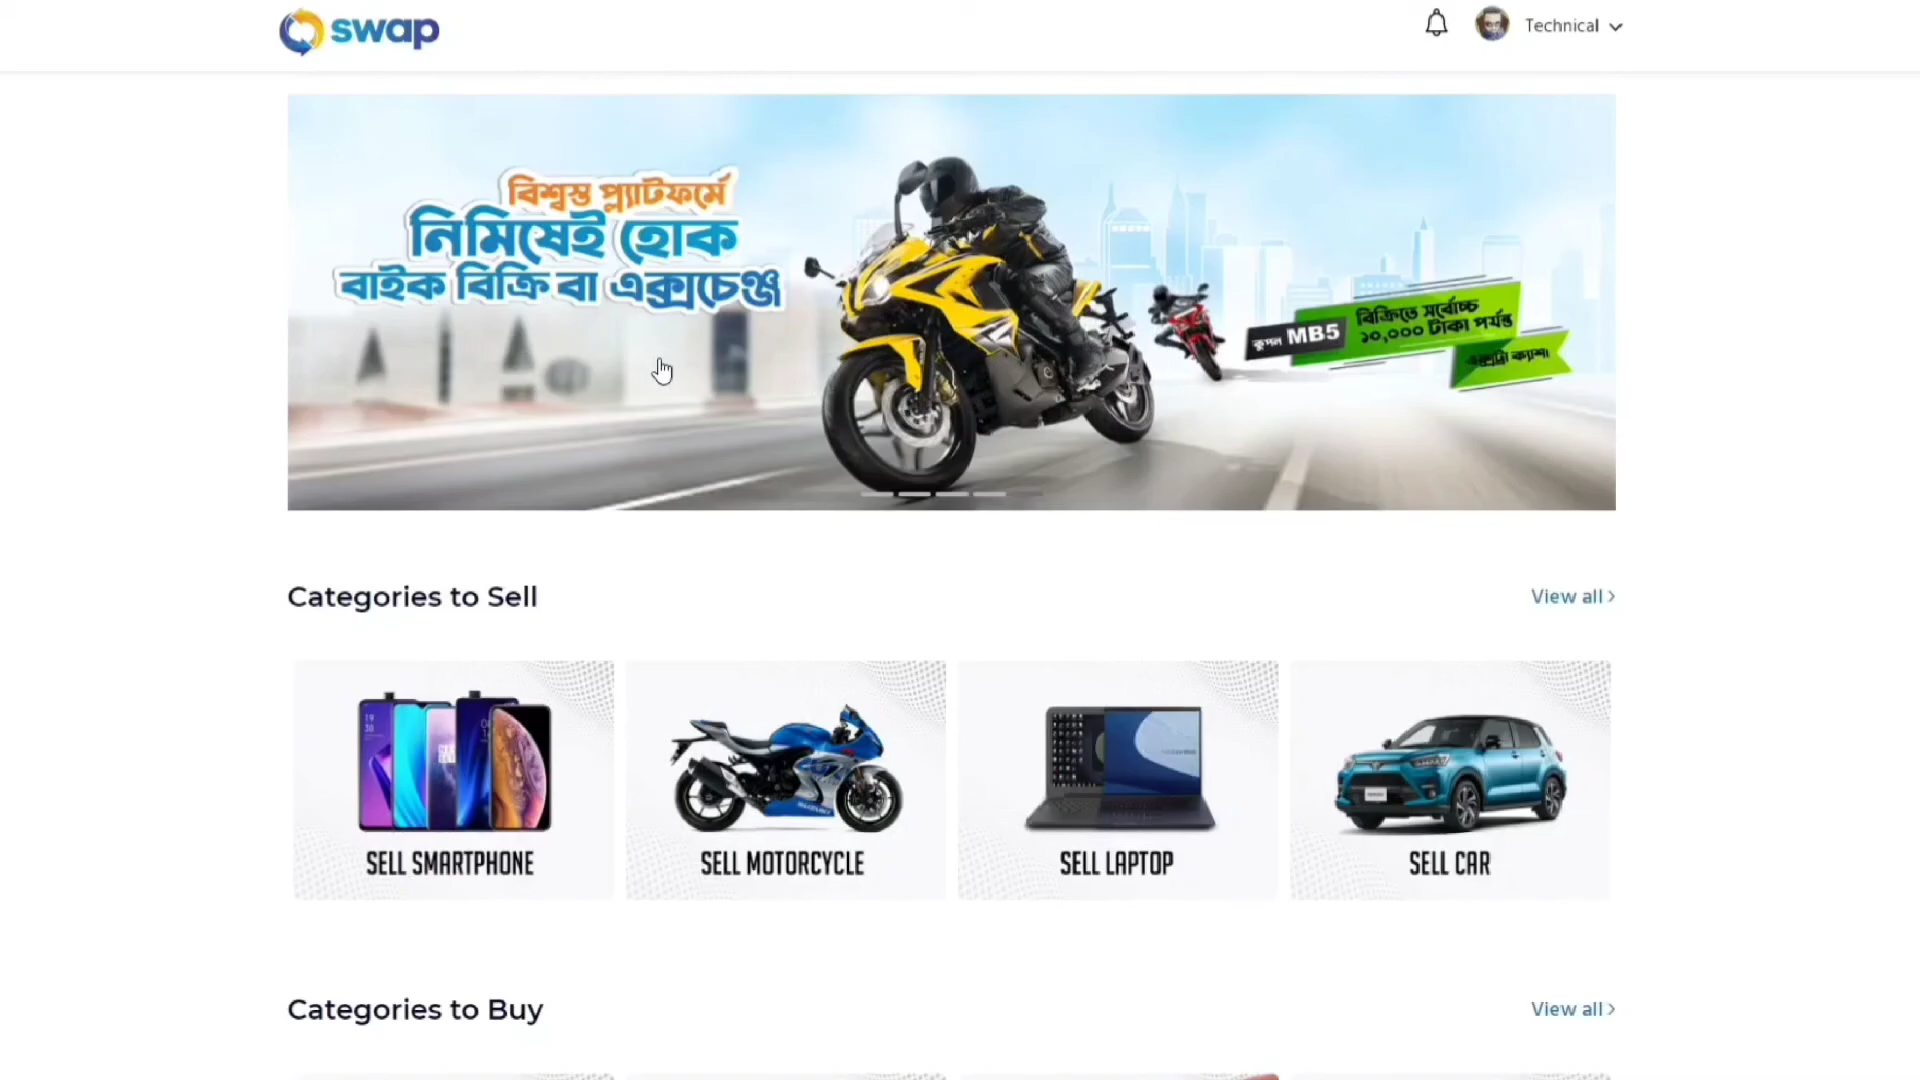 swap
Technical
বিশ্বস্ত প্ল্যাটফর্মে
নিমিষেই হোক
বাইক বিক্রি বা এক্সচেঞ্জ
কুপন MB5
বিক্রিতে সর্বোচ্চ
১০,০০০ টাকা পর্যন্ত
এক্সট্রা ক্যাশ!
Categories to Sell
View all
SELL SMARTPHONE
SELL MOTORCYCLE
SELL LAPTOP
SELL CAR
Categories to Buy
View all